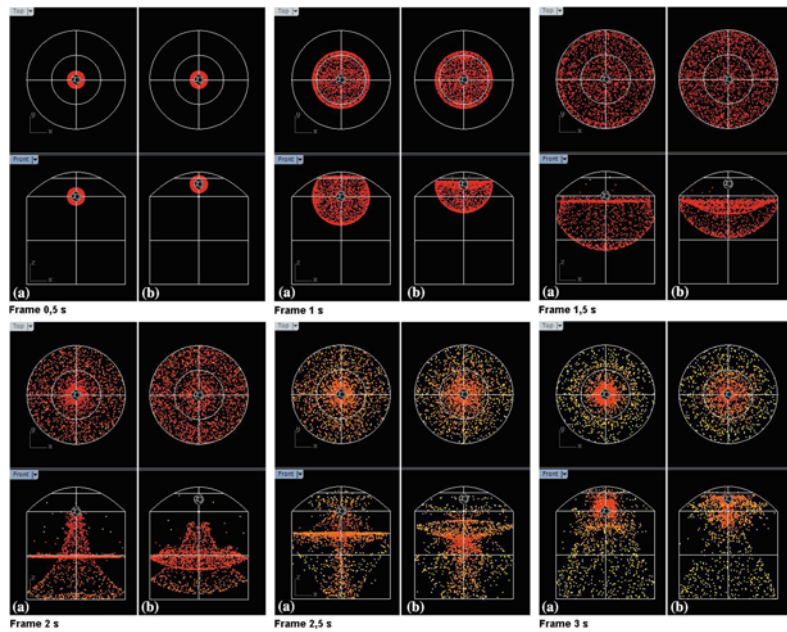 Top Top Top
Front Front Front
(a) (b) (a) (b) (a) (b)
Frame 0,5 s Frame 1 s Frame 1,5 s
Top Top Top
Front Front Front
(a) (b) (a) (b) (a) (b)
Frame 2 s Frame 2,5 s Frame 3 s